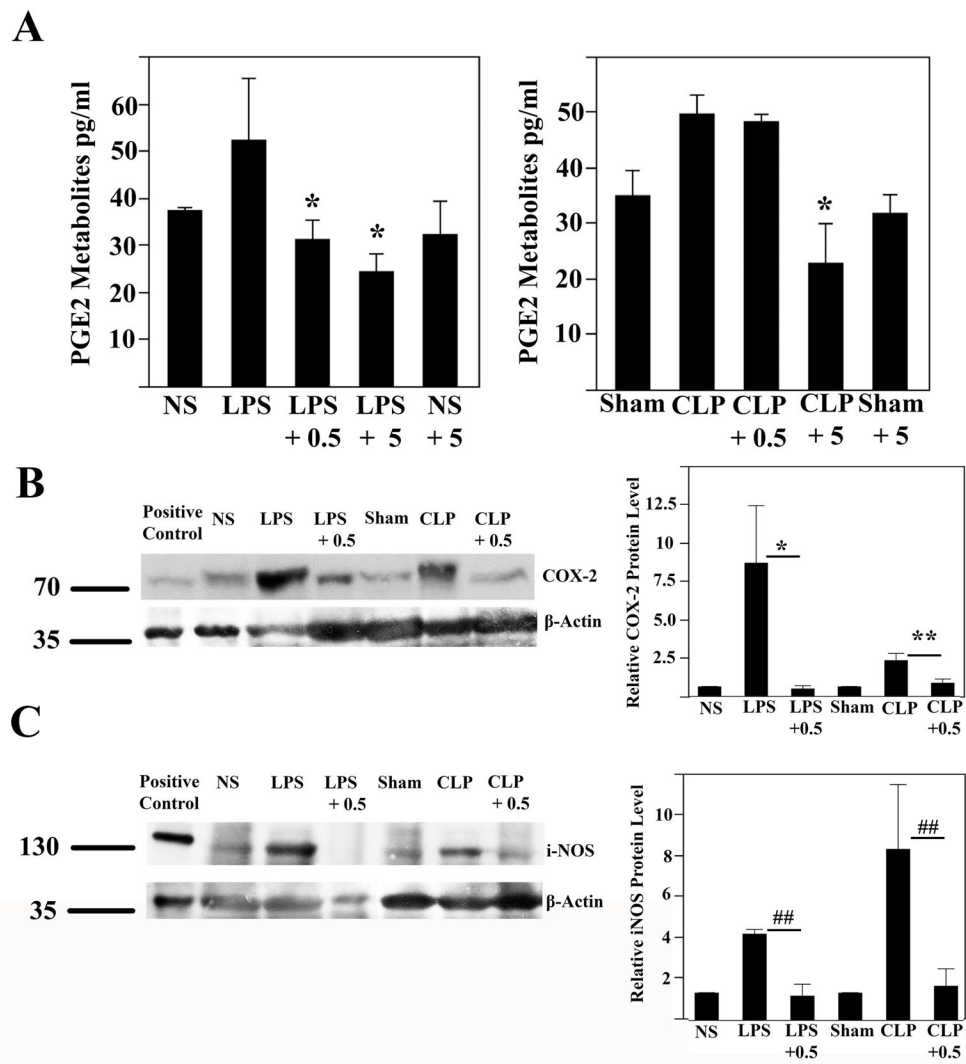 A
PGE2 Metabolites pg/ml
60
50
40
30
20
10
NS LPS LPS LPS NS
+ 0.5 + 5 + 5
*
*
PGE2 Metabolites pg/ml
50
40
30
20
10
Sham CLP CLP CLP Sham
+ 0.5 + 5 + 5
*
B
Positive NS LPS LPS Sham CLP CLP
Control + 0.5 + 0.5
70
COX-2
35
β-Actin
Relative COX-2 Protein Level
12.5
10
7.5
5.0
2.5
*
**
NS LPS LPS Sham CLP CLP
+0.5 +0.5
C
Positive NS LPS LPS Sham CLP CLP
Control + 0.5 + 0.5
130
i-NOS
35
β-Actin
Relative iNOS Protein Level
10
8
6
4
2
##
##
NS LPS LPS Sham CLP CLP
+0.5 +0.5